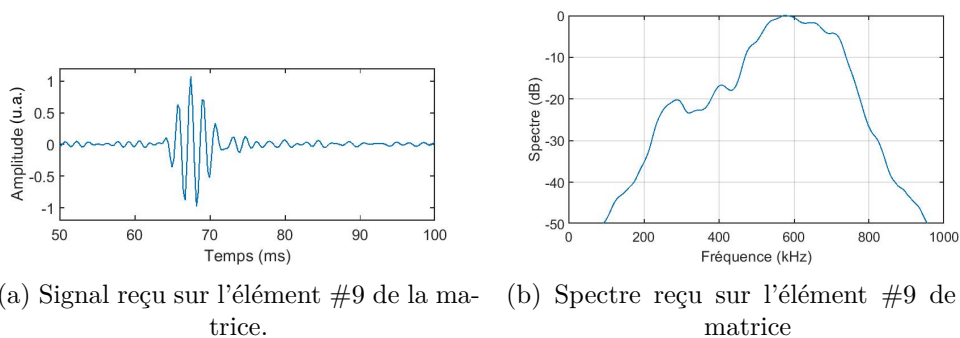 1
0.5
0
-0.5
-1
Amplitude (u.a.)
50 60 70 80 90 100
Temps (ms)
0
-10
-20
-30
-40
-50
Spectre (dB)
0 200 400 600 800 1000
Fréquence (kHz)
a) Signal reçu sur l'élément #9 de la ma-
trice.
(b) Spectre reçu sur l'élément #9 de
matrice